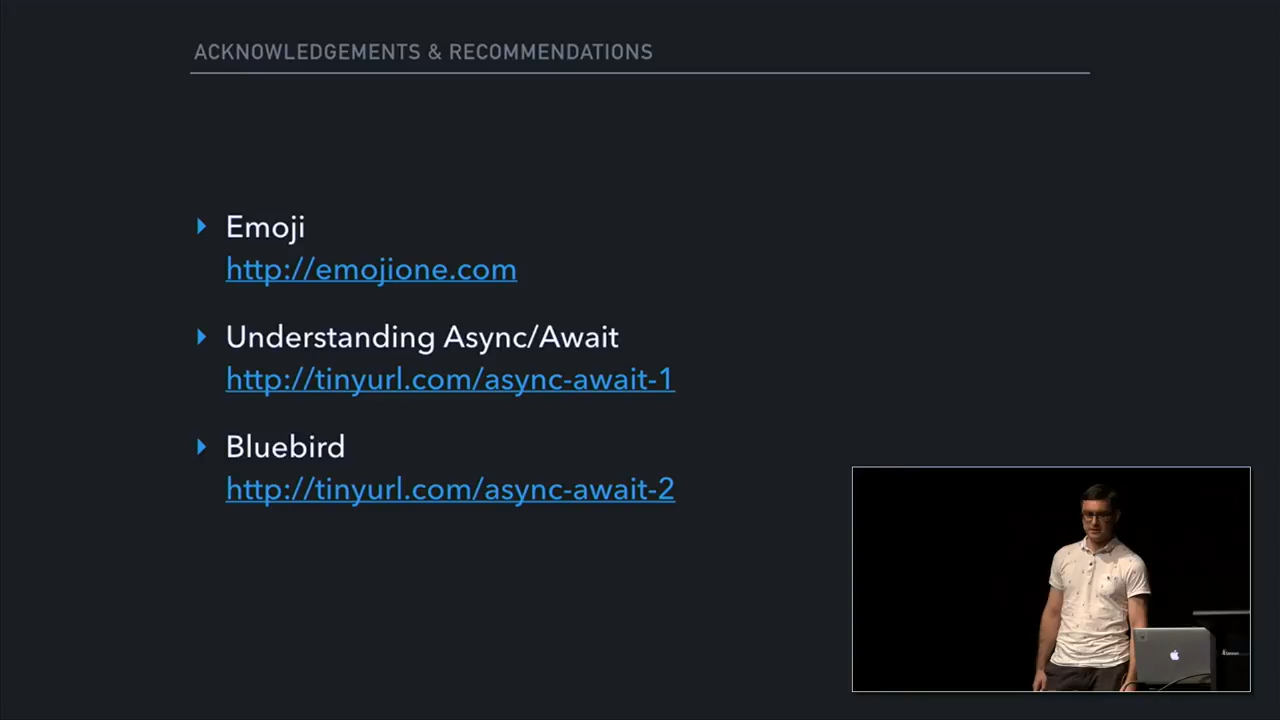 ACKNOWLEDGEMENTS & RECOMMENDATIONS
Emoji
http://emojione.com
Understanding Async/Await
http://tinyurl.com/async-await-1
Bluebird
http://tinyurl.com/async-await-2